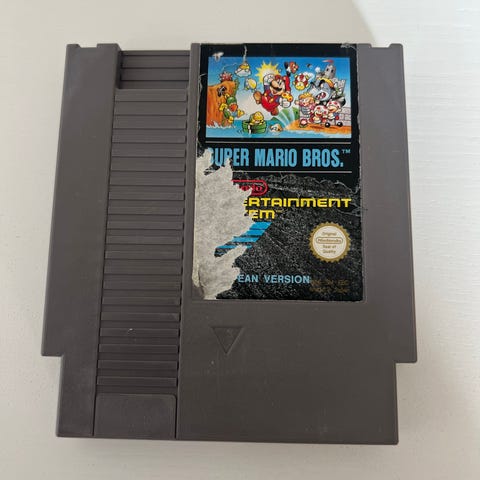 SUPER MARIO BROS.™
ERTAINMENT
EM
EAN VERSION
Original
Nintendo
Seal of
Quality